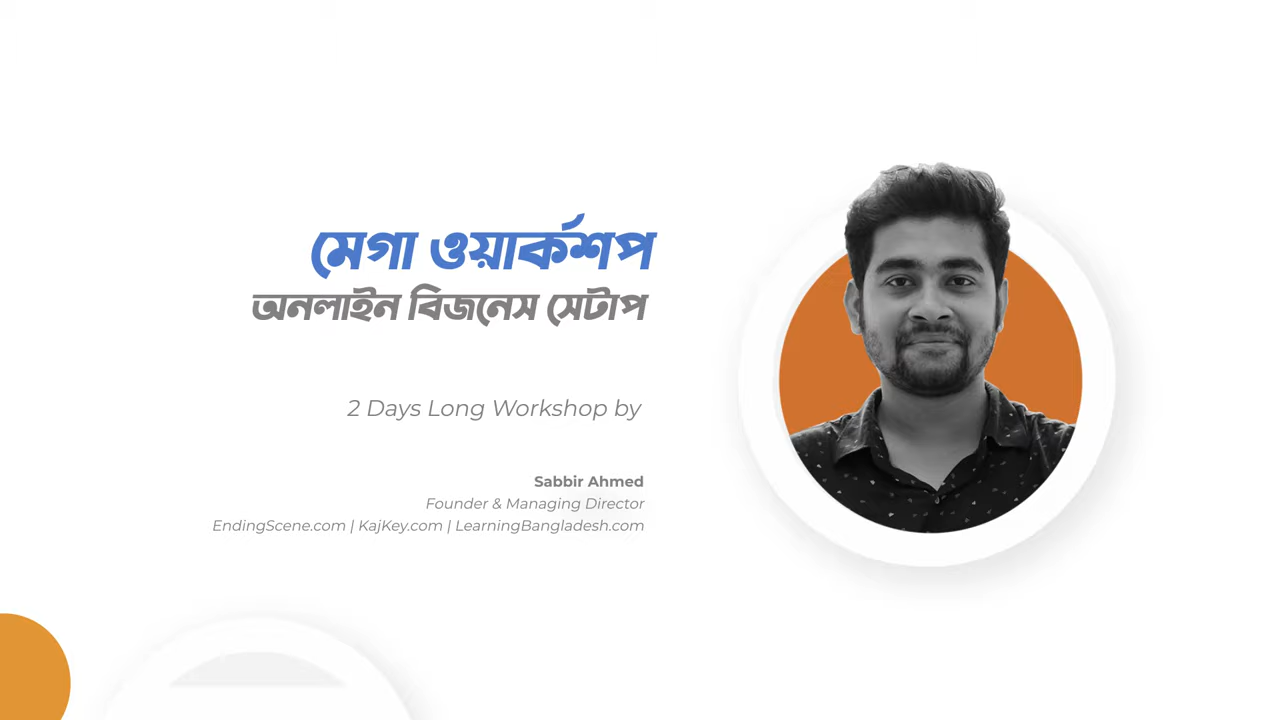 মেগা ওয়ার্কশপ
অনলাইন বিজনেস সেটাপ
2 Days Long Workshop by
Sabbir Ahmed
Founder & Managing Director
EndingScene.com | KajKey.com | LearningBangladesh.com